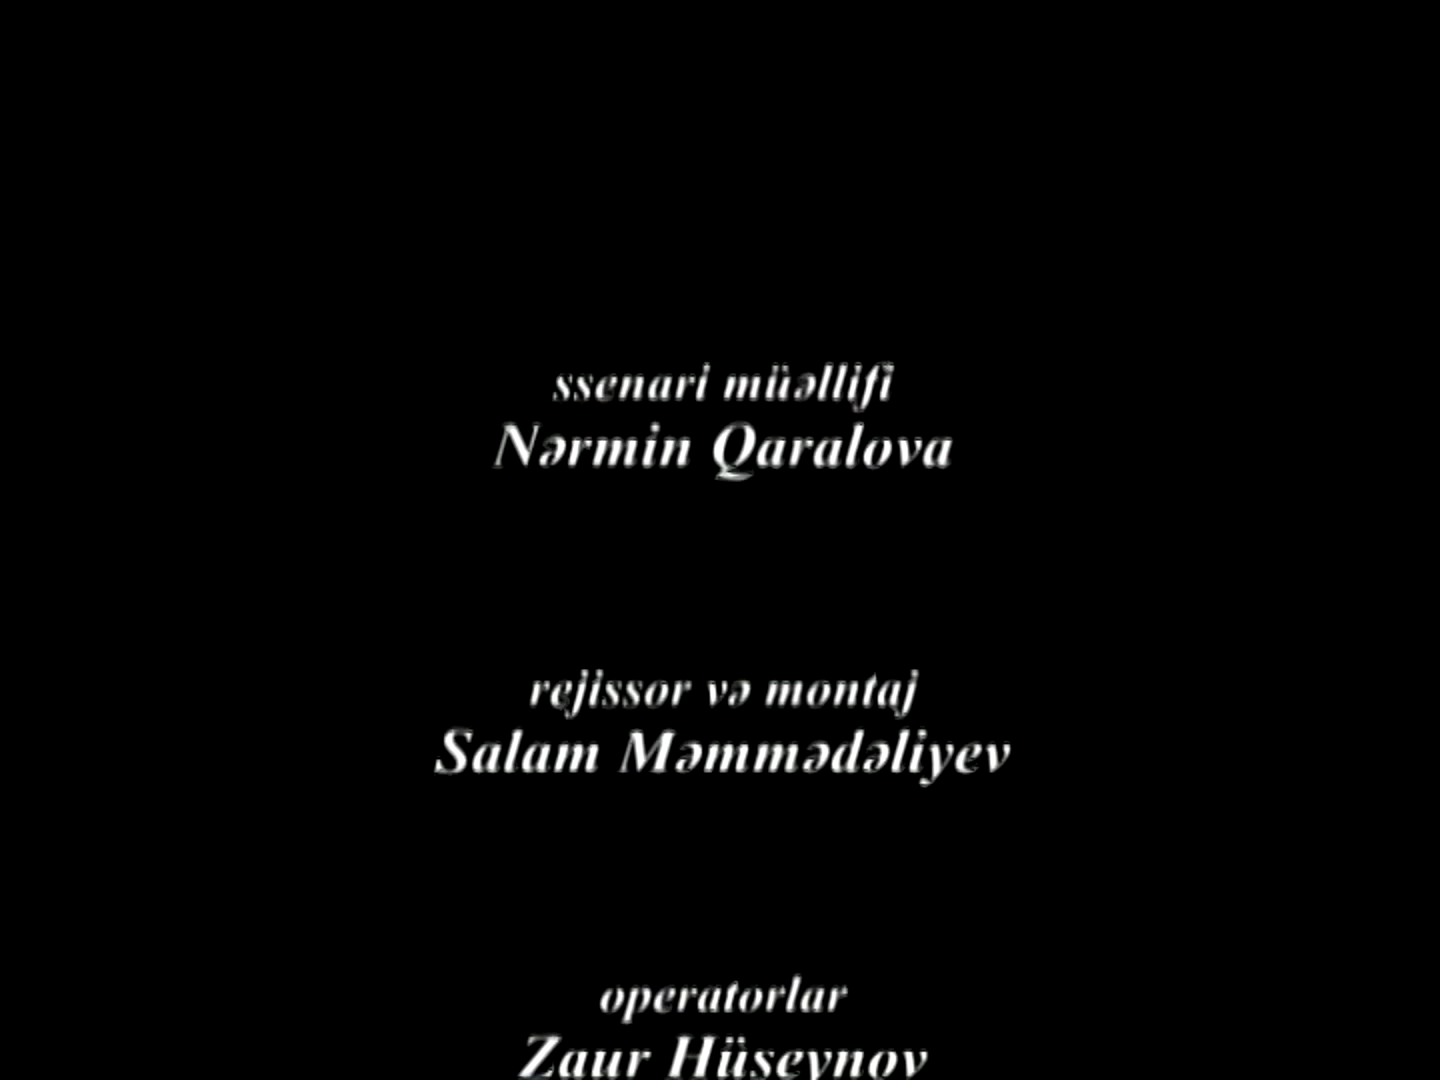 ssenari müəllifi
Nərmin Qaralova
rejissor və montaj
Salam Məmmədəliyev
operatorlar
Zaur Hüseynov